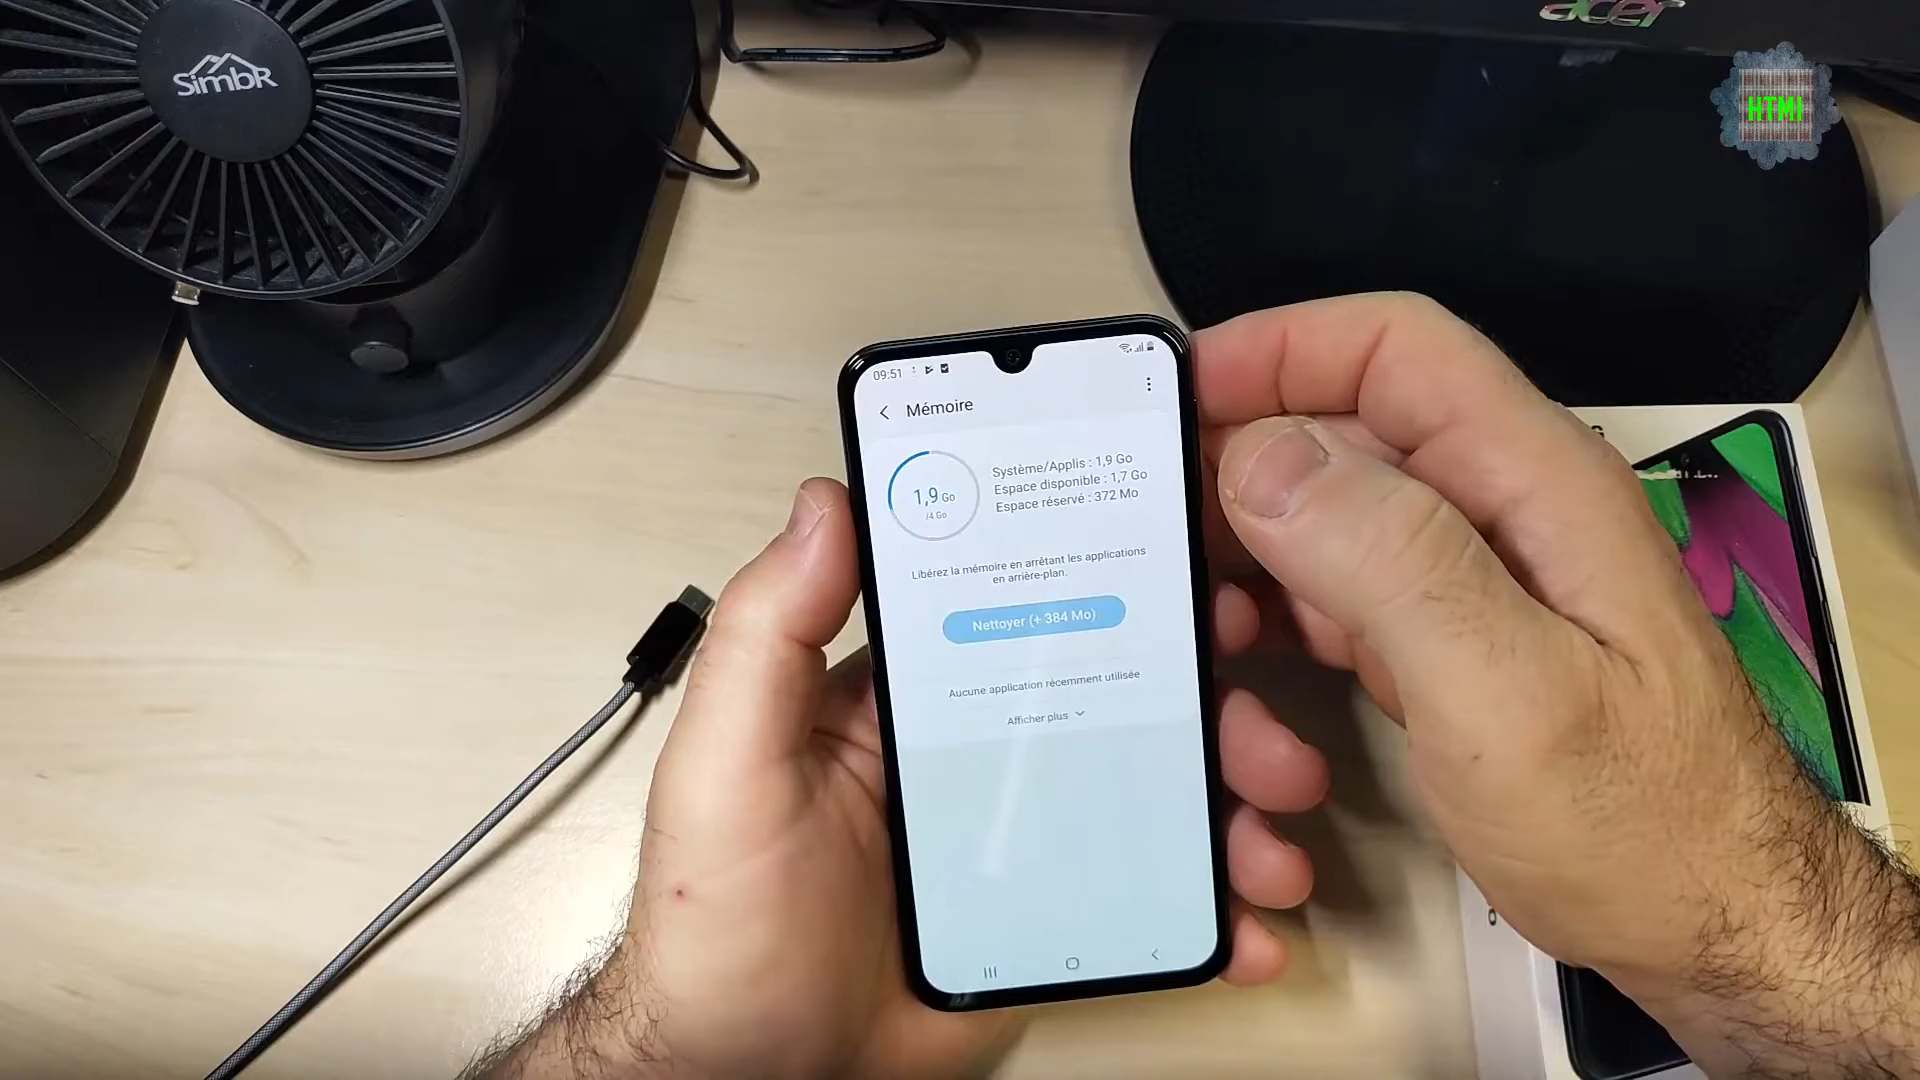 SimbR
acer
HTMI
09:51
Mémoire
1,9 Go
/4 Go
Système/Applis : 1,9 Go
Espace disponible : 1,7 Go
Espace réservé : 372 Mo
Libérez la mémoire en arrêtant les applications
en arrière-plan.
Nettoyer (+ 384 Mo)
Aucune application récemment utilisée
Afficher plus